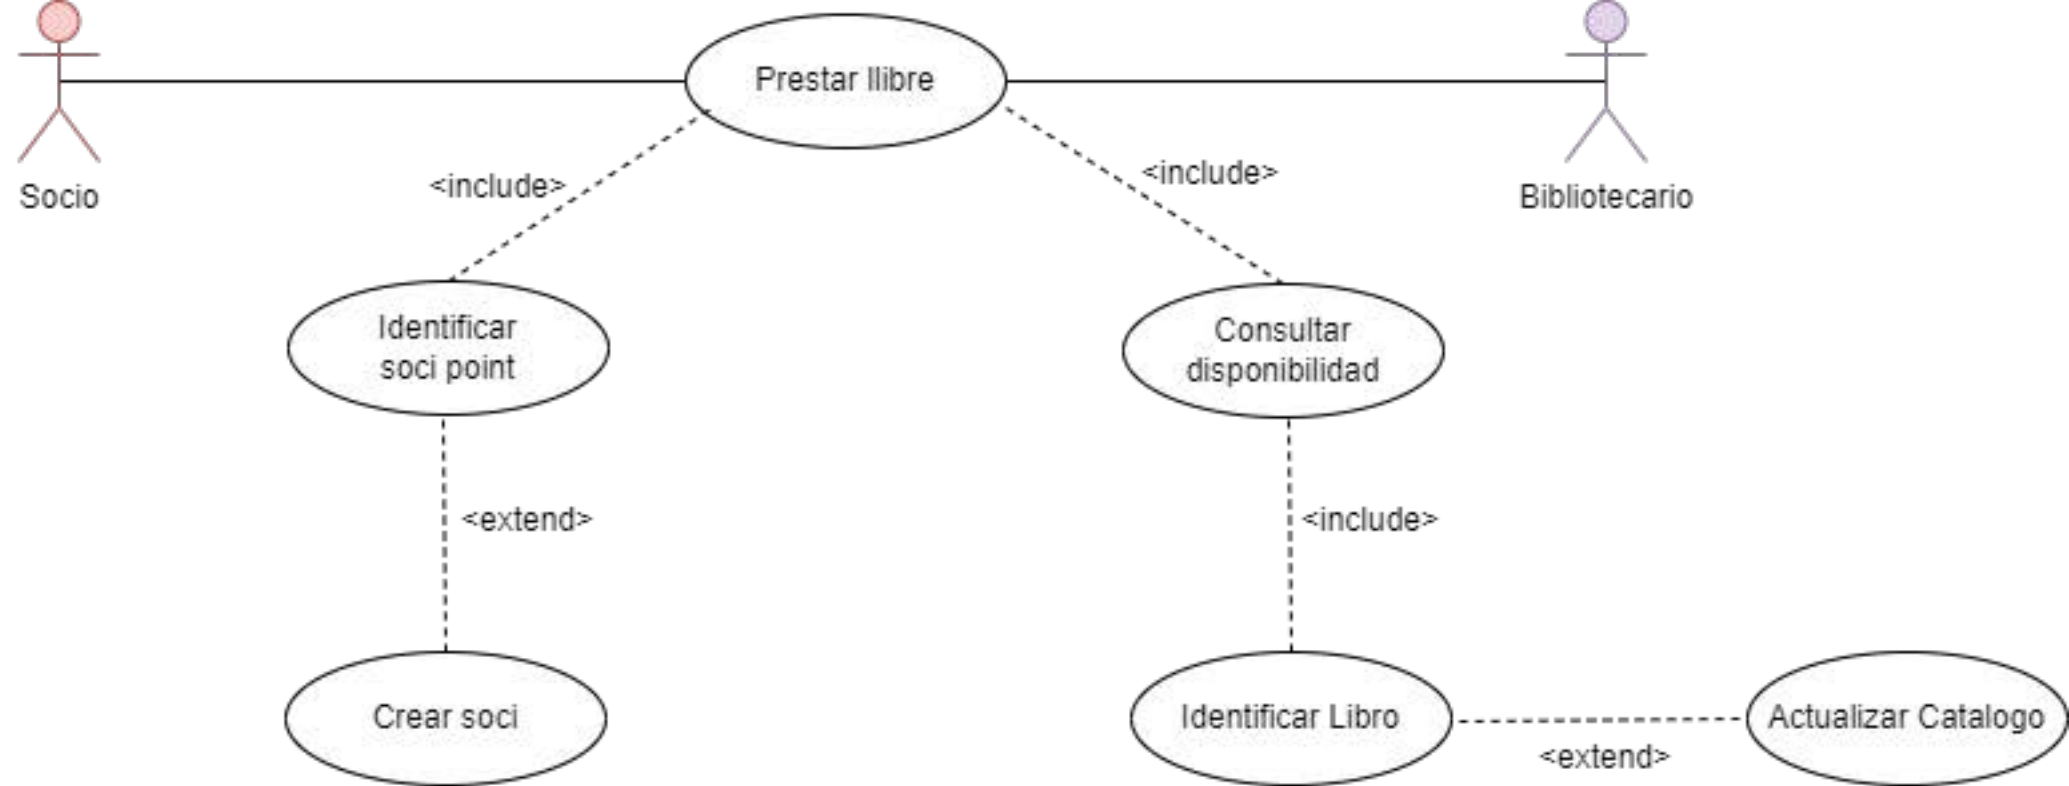 Prestar llibre
<include>
<include>
Socio
Bibliotecario
Identificar
soci point
Consultar
disponibilidad
<extend>
<include>
Crear soci
Identificar Libro
Actualizar Catalogo
<extend>